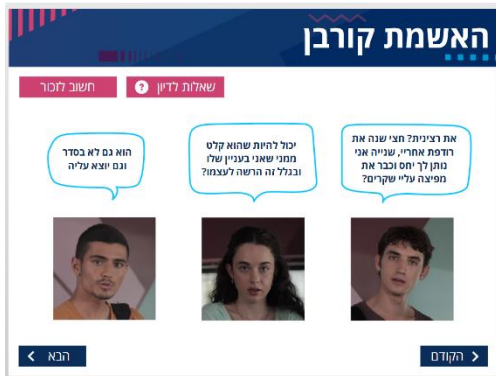 האשמת קורבן
שאלות לדיון ?
חשוב לזכור
את רצינית? חצי שנה את
רודפת אחריי, שנייה אני
נותן לך יחס וכבר את
מפיצה עליי שקרים?
יכול להיות שהוא קלט
ממני שאני בעניין שלו
ובגלל זה הרשה לעצמו?
הוא גם לא בסדר
וגם יוצא עליה
הקודם
הבא